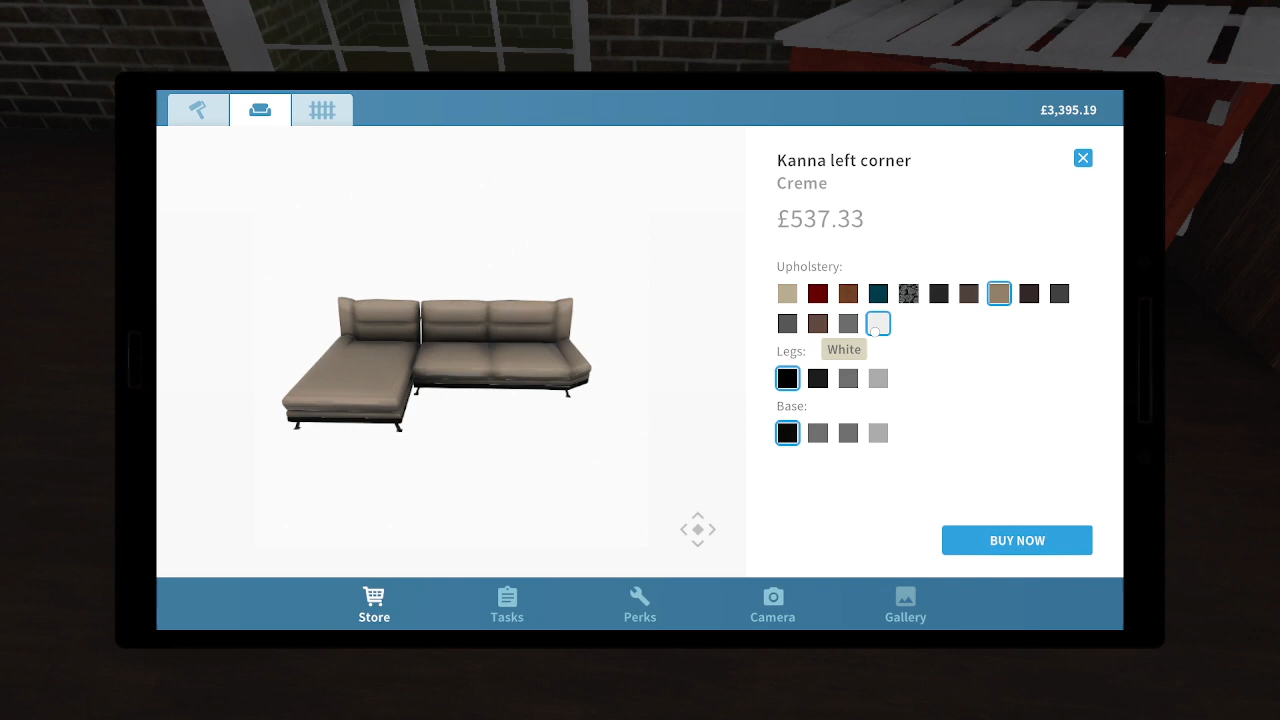 £3,395.19
Kanna left corner
Creme
£537.33
Upholstery:
White
Legs:
Base:
BUY NOW
Store
Tasks
Perks
Camera
Gallery